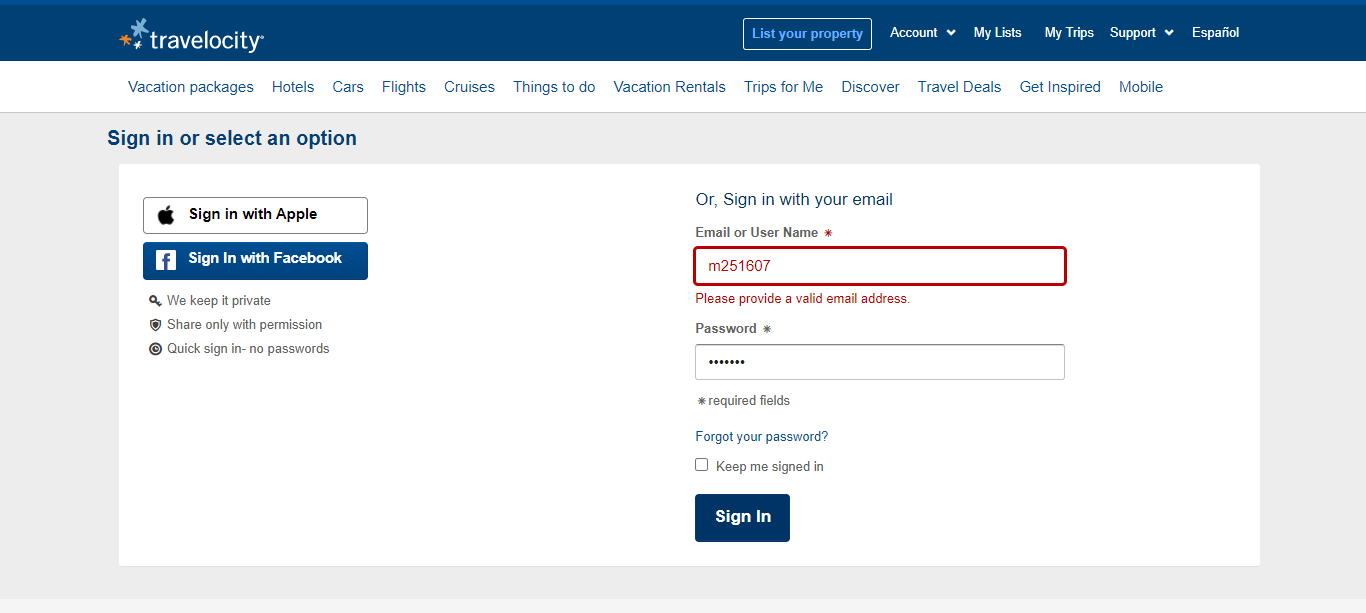 travelocity
List your property Account My Lists My Trips Support Español
Vacation packages Hotels Cars Flights Cruises Things to do Vacation Rentals Trips for Me Discover Travel Deals Get Inspired Mobile
Sign in or select an option
Sign in with Apple
Sign In with Facebook
We keep it private
Share only with permission
Quick sign in- no passwords
Or, Sign in with your email
Email or User Name *
m251607
Please provide a valid email address.
Password *
•••••••
* required fields
Forgot your password?
Keep me signed in
Sign In